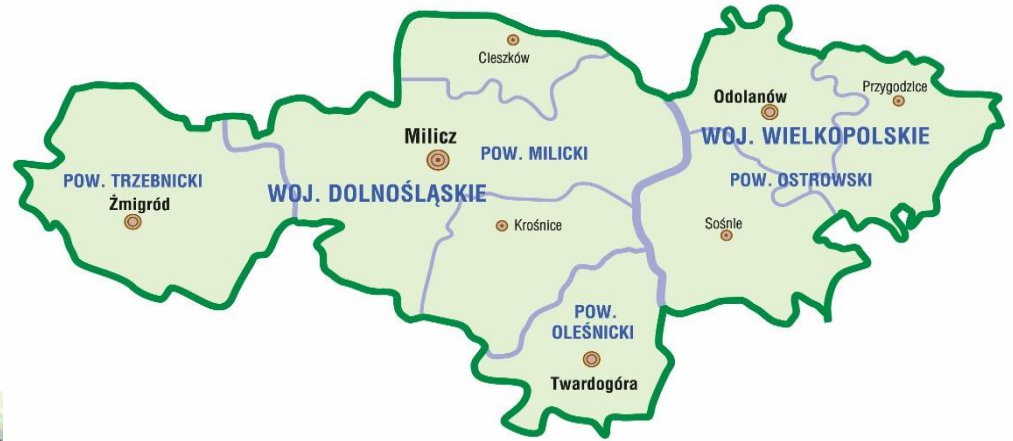 Cieszków
Przygodzice
Odolanów
Milicz
WOJ. WIELKOPOLSKIE
POW. MILICKI
POW. TRZEBNICKI
WOJ. DOLNOŚLĄSKIE
POW. OSTROWSKI
Żmigród
Krośnice
Sośnie
POW.
OLEŚNICKI
Twardogóra